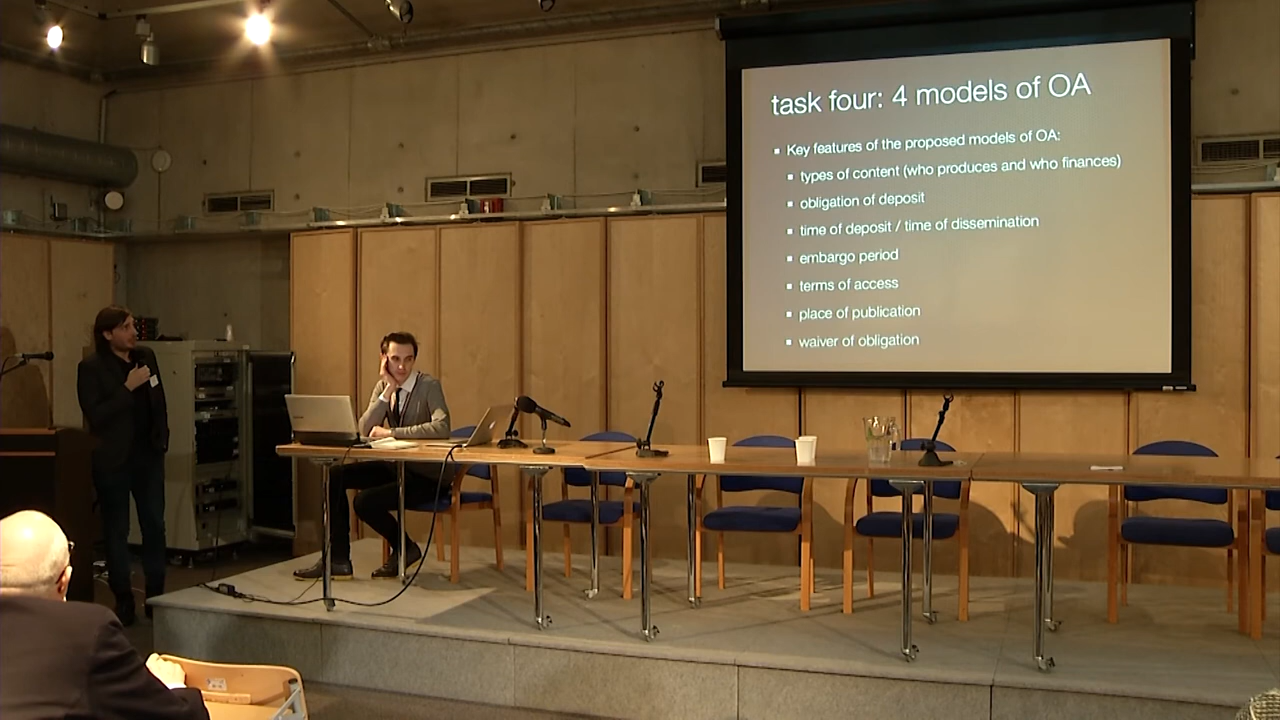 task four: 4 models of OA
Key features of the proposed models of OA:
types of content (who produces and who finances)
obligation of deposit
time of deposit / time of dissemination
embargo period
terms of access
place of publication
waiver of obligation